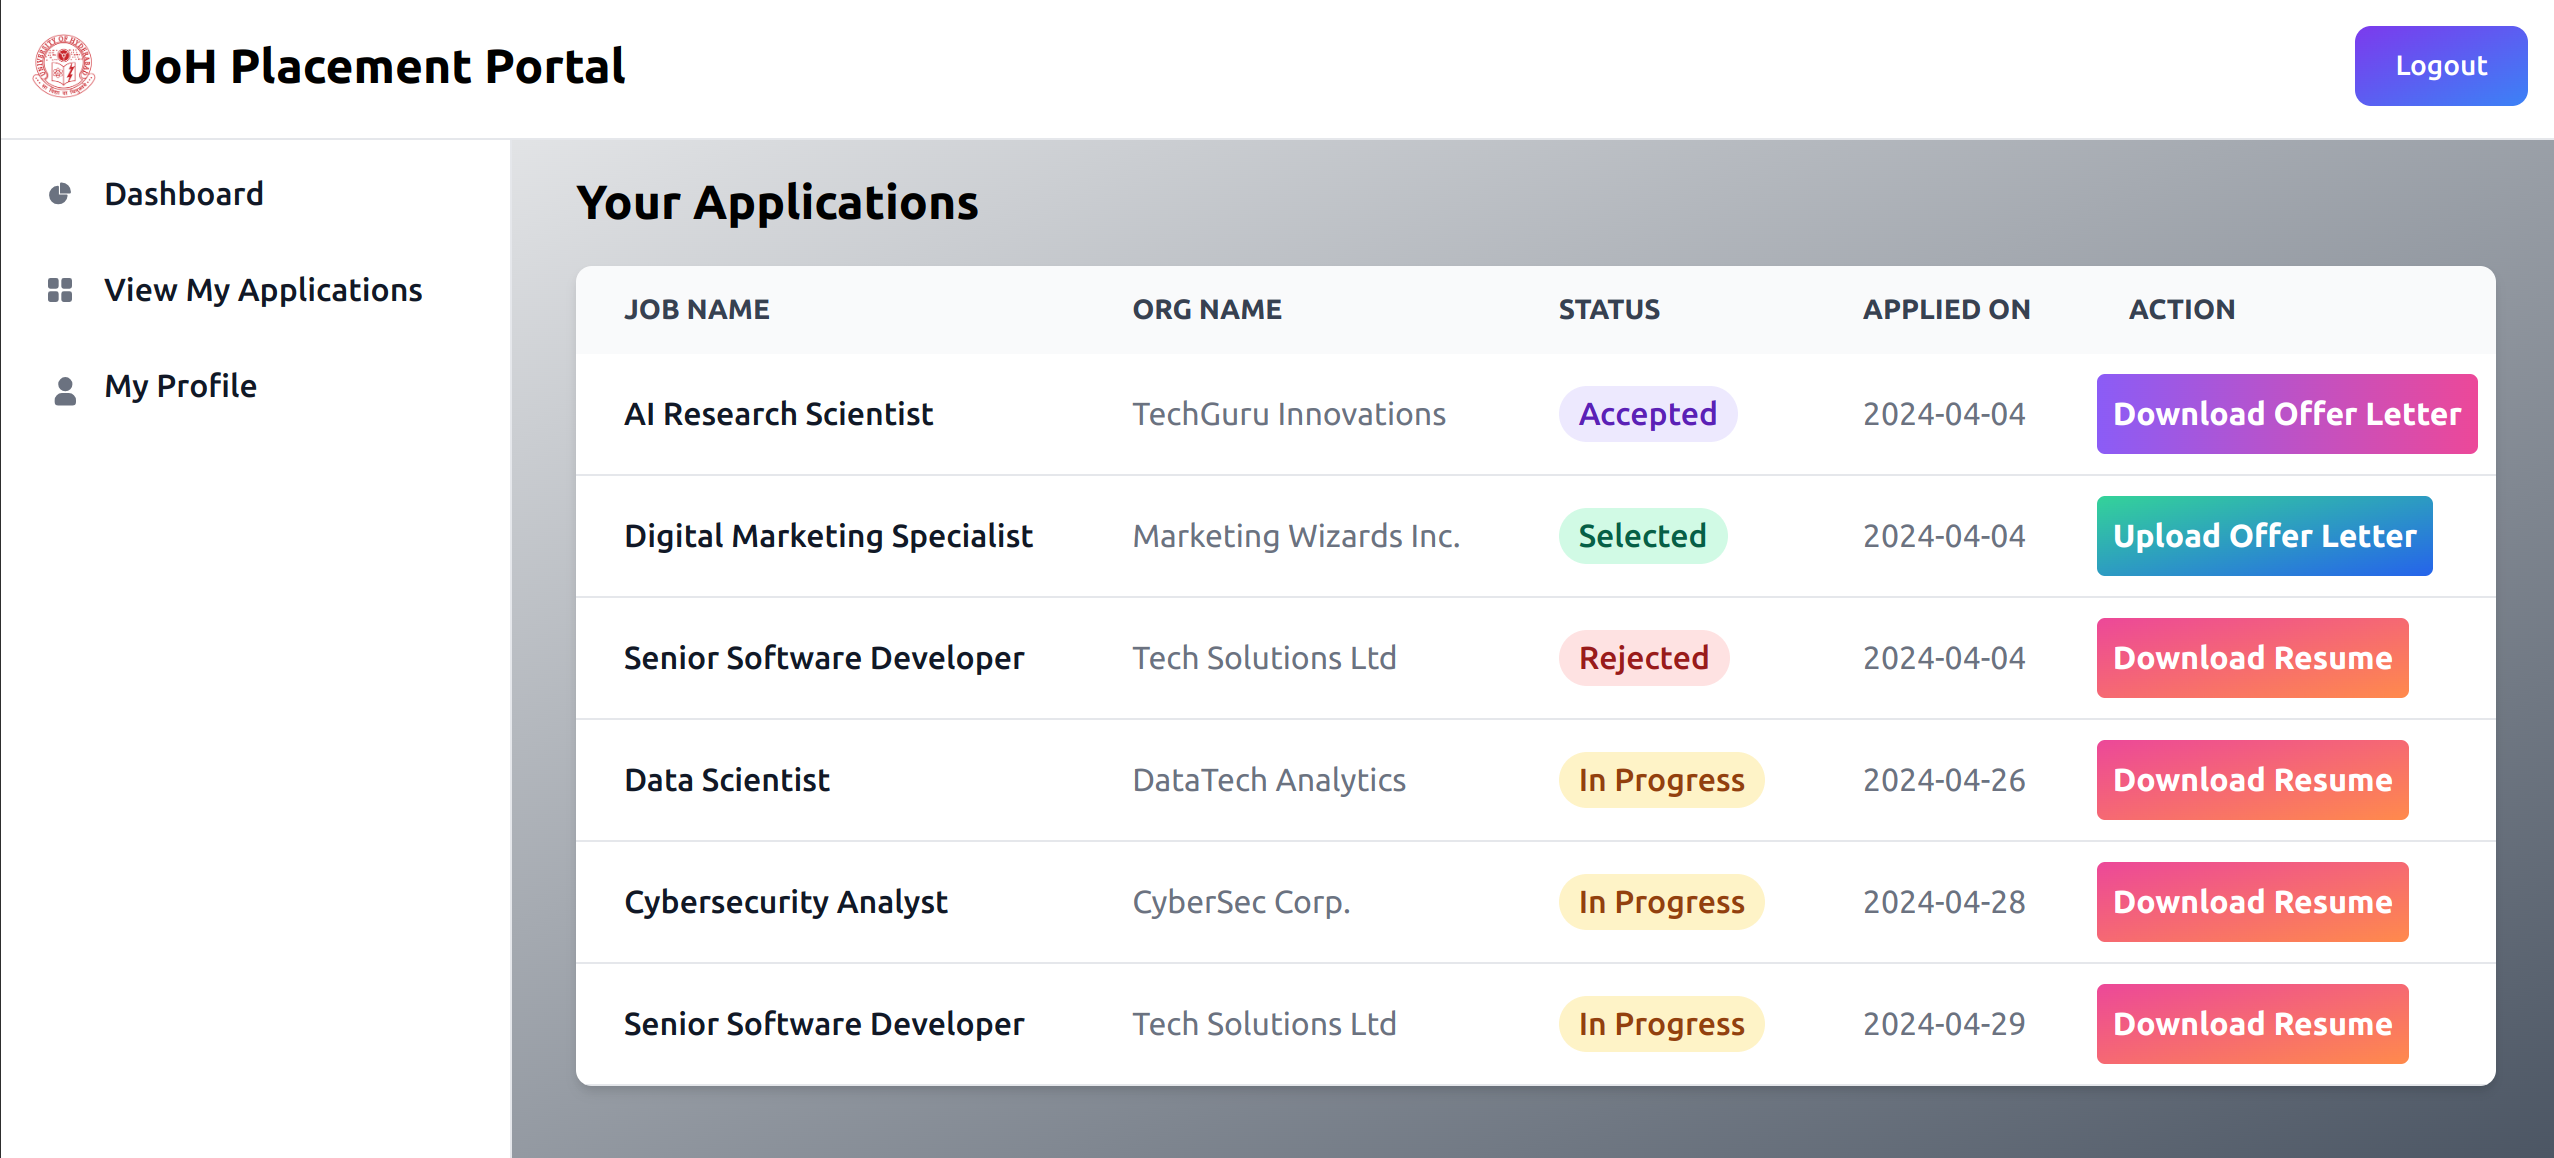 UNIVERSITY OF HYDERABAD
UoH Placement Portal
Logout
Dashboard
View My Applications
My Profile
Your Applications
JOB NAME ORG NAME STATUS APPLIED ON ACTION
AI Research Scientist TechGuru Innovations Accepted 2024-04-04 Download Offer Letter
Digital Marketing Specialist Marketing Wizards Inc. Selected 2024-04-04 Upload Offer Letter
Senior Software Developer Tech Solutions Ltd Rejected 2024-04-04 Download Resume
Data Scientist DataTech Analytics In Progress 2024-04-26 Download Resume
Cybersecurity Analyst CyberSec Corp. In Progress 2024-04-28 Download Resume
Senior Software Developer Tech Solutions Ltd In Progress 2024-04-29 Download Resume